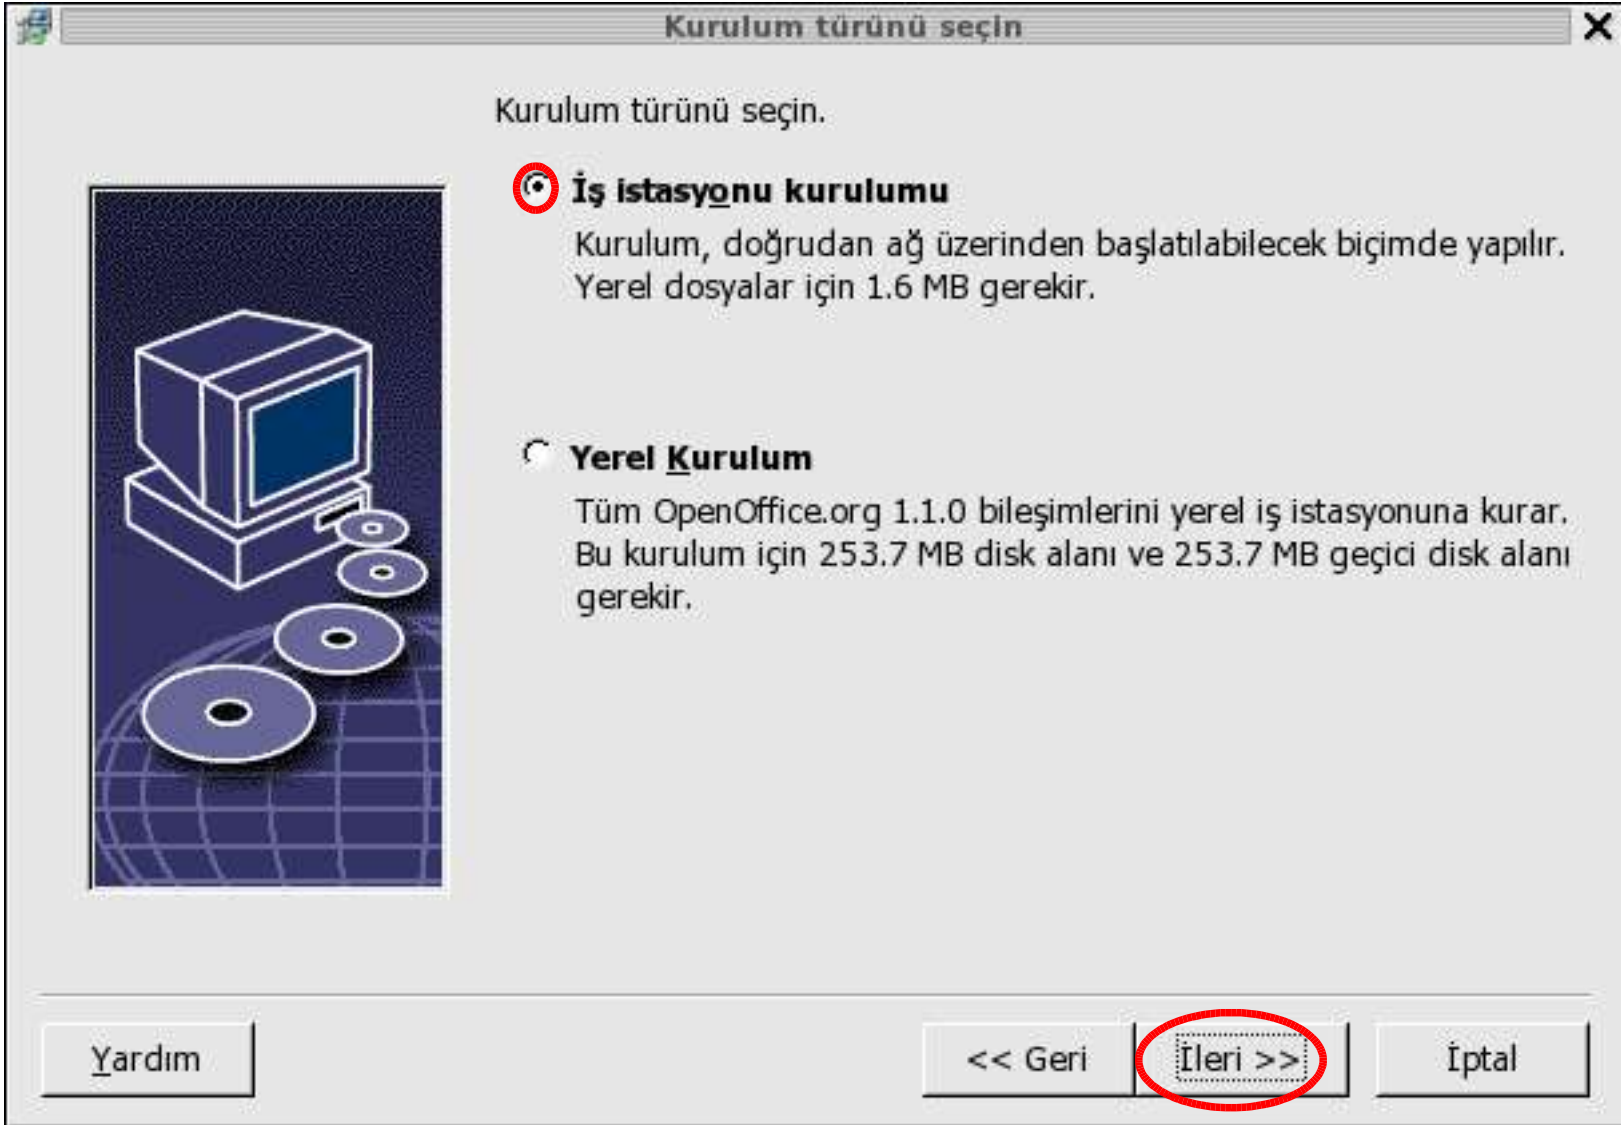 Kurulum türünü seçin
Kurulum türünü seçin.
İş istasyonu kurulumu
Kurulum, doğrudan ağ üzerinden başlatılabilecek biçimde yapılır.
Yerel dosyalar için 1.6 MB gerekir.
Yerel Kurulum
Tüm OpenOffice.org 1.1.0 bileşimlerini yerel iş istasyonuna kurar.
Bu kurulum için 253.7 MB disk alanı ve 253.7 MB geçici disk alanı
gerekir.
Yardım
<< Geri
İleri >>
İptal